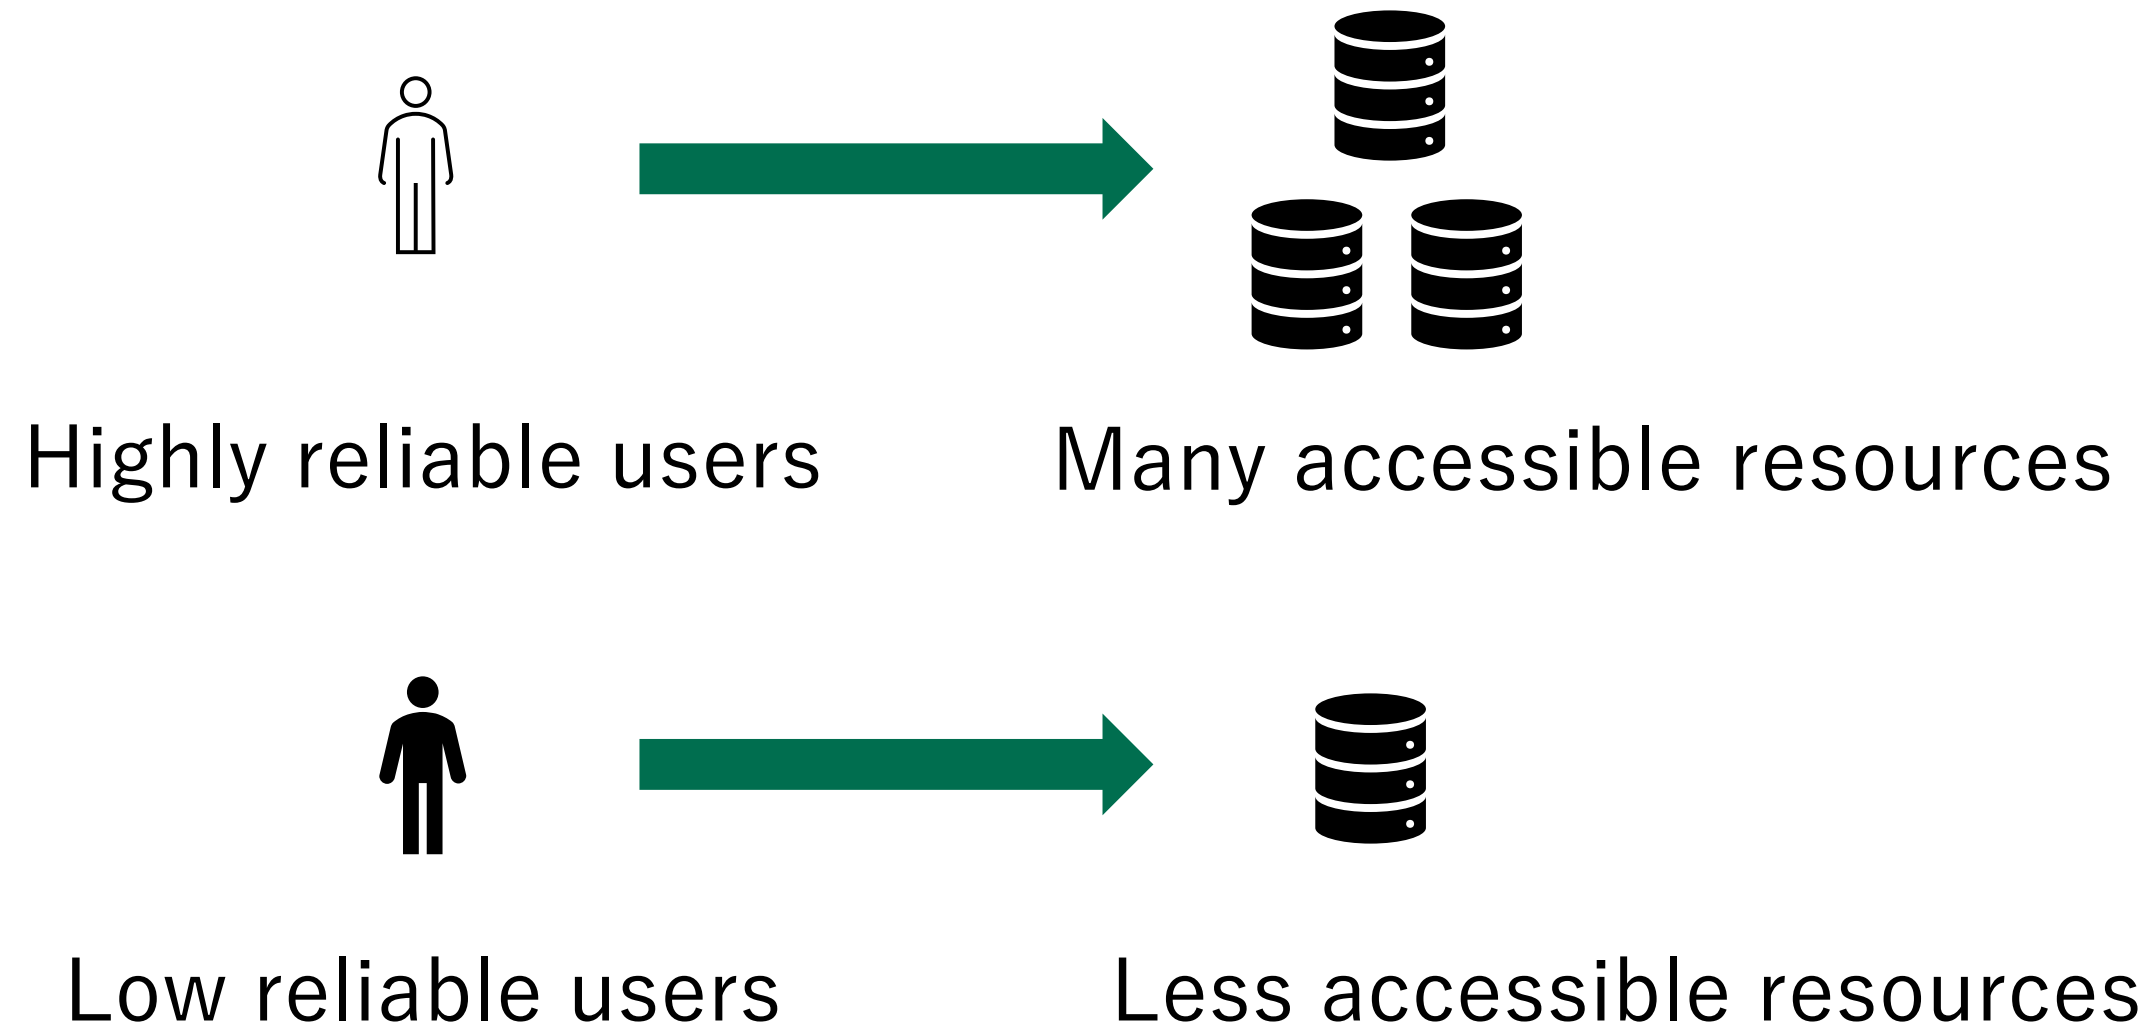 Highly reliable users
Many accessible resources
Low reliable users
Less accessible resources